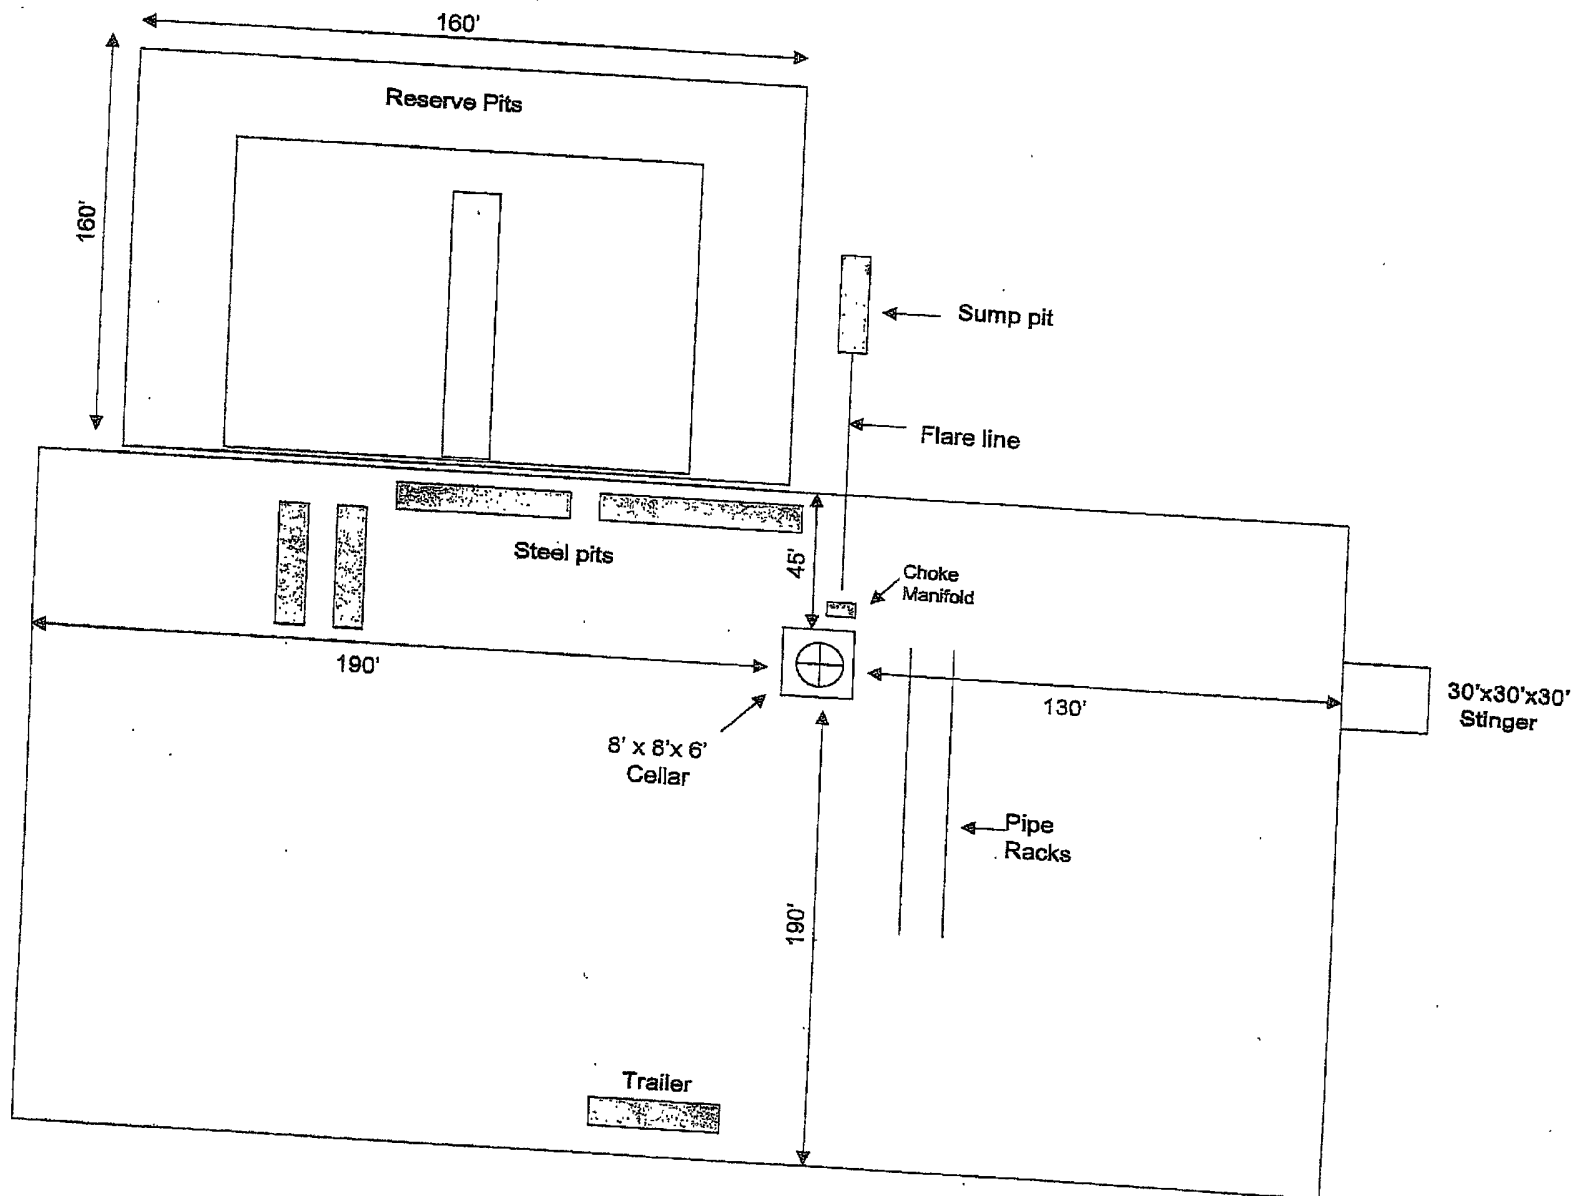 160'
Reserve Pits
160'
Sump pit
Flare line
Steel pits
45'
Choke
Manifold
190'
130'
30'x30'x30'
Stinger
8' x 8'x 6'
Cellar
Pipe
Racks
190'
Trailer